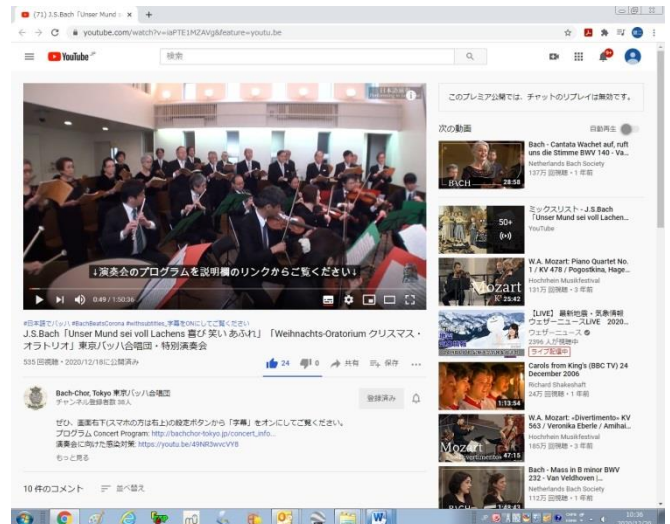 (71) J.S.Bach「Unser Mund s
youtube.com/watch?v=iaPTE1MZAVg&feature=youtu.be
YouTube JP
検索
↓演奏会のプログラムを説明欄のリンクからご覧ください↓
0:49 / 1:50:36
#日本語でバッハ #BachBeatsCorona #withsubtitles_字幕をONにしてご覧ください
J.S.Bach「Unser Mund sei voll Lachens 喜び 笑い あふれ」「Weihnachts-Oratorium クリスマス・
オラトリオ」東京バッハ合唱団・特別演奏会
535 回視聴・2020/12/18に公開済み
24
0
共有
保存
Bach-Chor, Tokyo 東京バッハ合唱団
チャンネル登録者数 38人
登録済み
ぜひ、画面右下(スマホの方は右上)の設定ボタンから「字幕」をオンにしてご覧ください。
プログラム Concert Program: http://bachchor-tokyo.jp/concert_info...
演奏会に向けた感染対策: https://youtu.be/49NR3wvcVY8
もっと見る
10 件のコメント
並べ替え
このプレミア公開では、チャットのリプレイは無効です。
次の動画
自動再生
BACH
28:58
Bach - Cantata Wachet auf, ruft
uns die Stimme BWV 140 - Va...
Netherlands Bach Society
137万 回視聴・1 年前
50+
ミックスリスト - J.S.Bach
「Unser Mund sei voll Lachen...
YouTube
Mozart
25:42
W.A. Mozart: Piano Quartet No.
1 / KV 478 / Pogostkina, Hage...
Hochrhein Musikfestival
131万 回視聴・3 年前
【LIVE】 最新地震・気象情報
ウェザーニュースLiVE 2020...
ウェザーニュース
2396 人が視聴中
ライブ配信中
1:13:54
Carols from King's (BBC TV) 24
December 2006
Richard Shakeshaft
24万 回視聴・1 年前
Mozart
47:15
W.A. Mozart: »Divertimento« KV
563 / Veronika Eberle / Amihai...
Hochrhein Musikfestival
185万 回視聴・3 年前
1:48:43
Bach - Mass in B minor BWV
232 - Van Veldhoven |...
Netherlands Bach Society
112万 回視聴・2 年前
10:36